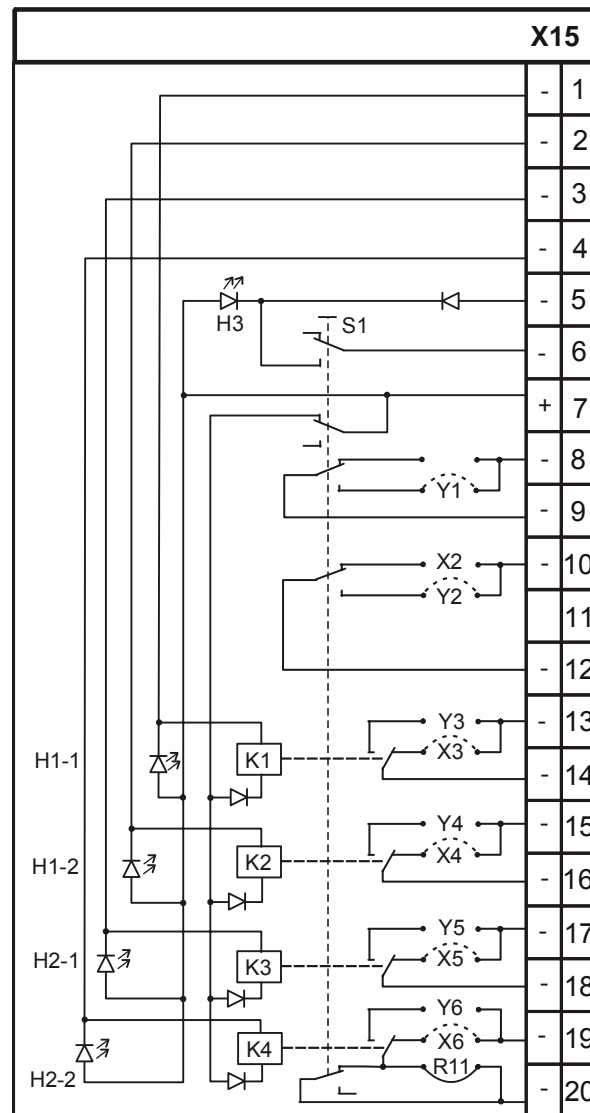 X15
- 1
- 2
- 3
- 4
- 5
H3
S1
- 6
+ 7
- 8
Y1
- 9
X2
- 10
Y2
11
- 12
Y3
- 13
H1-1
K1
X3
- 14
Y4
- 15
H1-2
K2
X4
- 16
Y5
- 17
H2-1
K3
X5
- 18
Y6
- 19
K4
X6
H2-2
R11
- 20